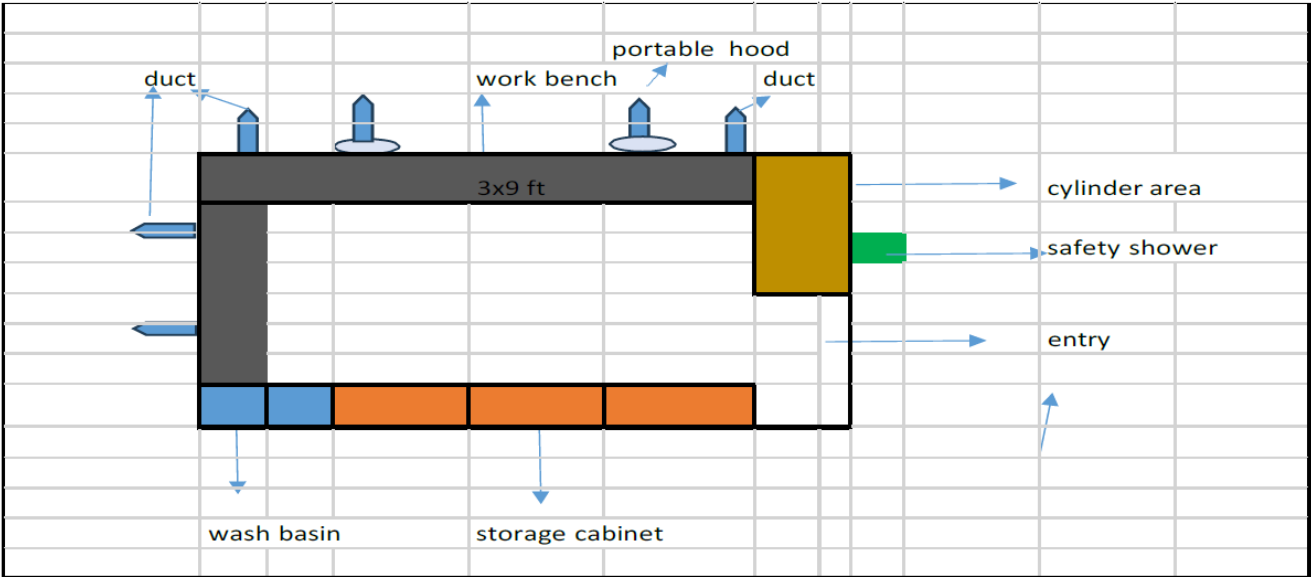 portable hood
duct
work bench
duct
3x9 ft
cylinder area
safety shower
entry
wash basin
storage cabinet